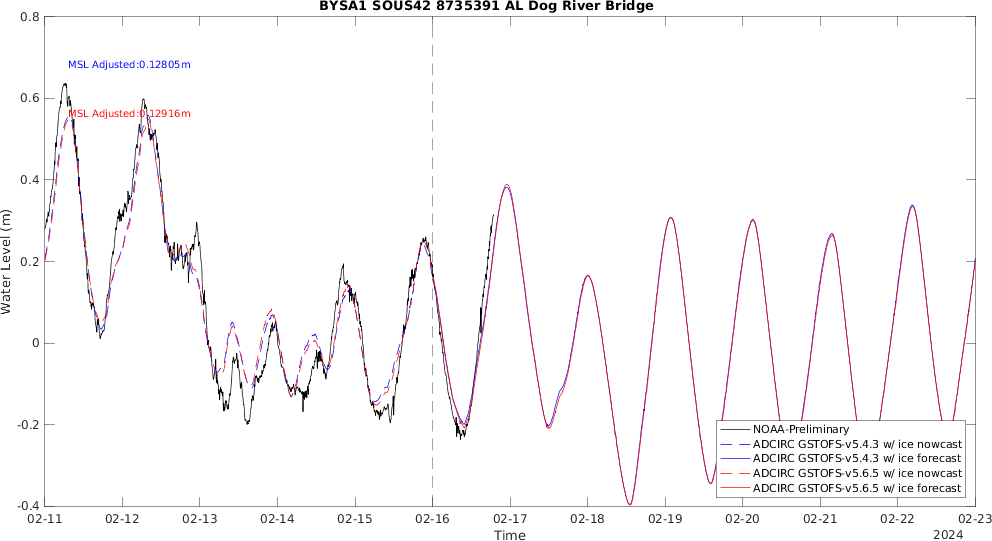 BYSA1 SOUS42 8735391 AL Dog River Bridge
0.8
MSL Adjusted:0.12805m
0.6
MSL Adjusted:0.12916m
0.4
0.2
0
-0.2
-0.4
Water Level (m)
NOAA-Preliminary
ADCIRC GSTOFS-v5.4.3 w/ ice nowcast
ADCIRC GSTOFS-v5.4.3 w/ ice forecast
ADCIRC GSTOFS-v5.6.5 w/ ice nowcast
ADCIRC GSTOFS-v5.6.5 w/ ice forecast
02-11 02-12 02-13 02-14 02-15 02-16 02-17 02-18 02-19 02-20 02-21 02-22 02-23
Time
2024